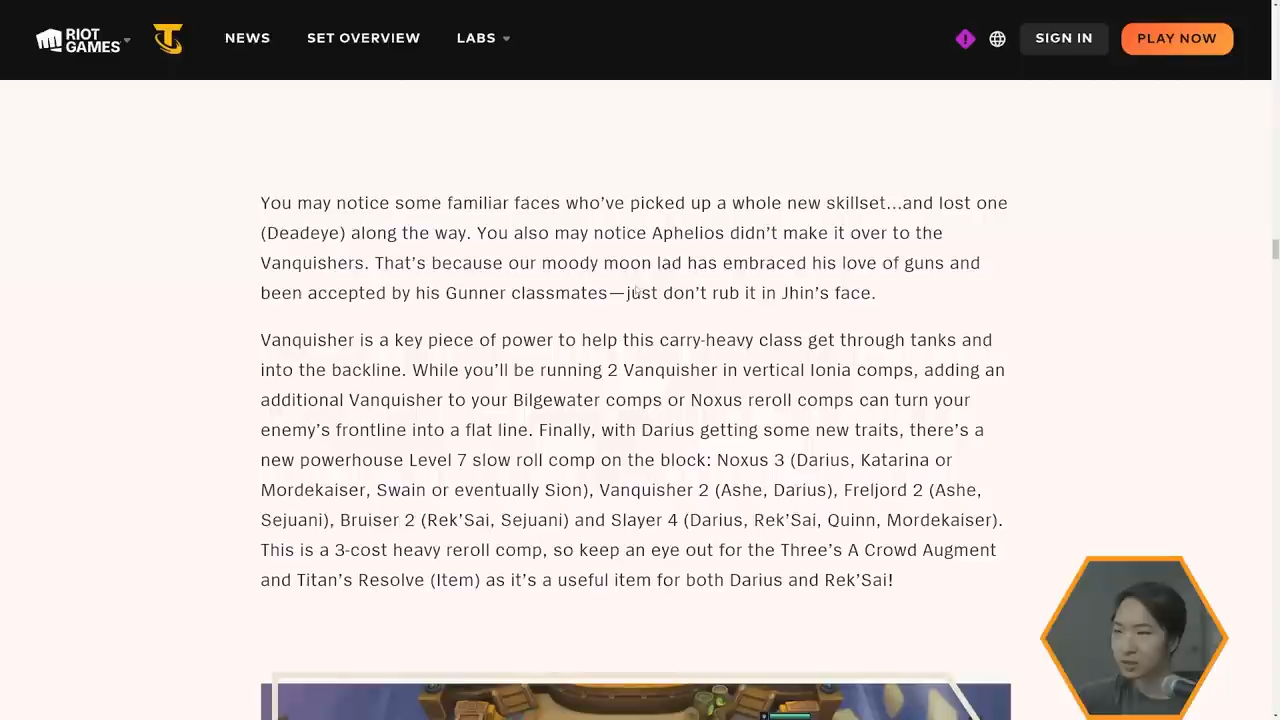 RIOT GAMES
NEWS
SET OVERVIEW
LABS
SIGN IN
PLAY NOW
You may notice some familiar faces who’ve picked up a whole new skillset…and lost one
(Deadeye) along the way. You also may notice Aphelios didn’t make it over to the
Vanquishers. That’s because our moody moon lad has embraced his love of guns and
been accepted by his Gunner classmates—just don’t rub it in Jhin’s face.
Vanquisher is a key piece of power to help this carry-heavy class get through tanks and
into the backline. While you’ll be running 2 Vanquisher in vertical Ionia comps, adding an
additional Vanquisher to your Bilgewater comps or Noxus reroll comps can turn your
enemy’s frontline into a flat line. Finally, with Darius getting some new traits, there’s a
new powerhouse Level 7 slow roll comp on the block: Noxus 3 (Darius, Katarina or
Mordekaiser, Swain or eventually Sion), Vanquisher 2 (Ashe, Darius), Freljord 2 (Ashe,
Sejuani), Bruiser 2 (Rek’Sai, Sejuani) and Slayer 4 (Darius, Rek’Sai, Quinn, Mordekaiser).
This is a 3-cost heavy reroll comp, so keep an eye out for the Three’s A Crowd Augment
and Titan’s Resolve (Item) as it’s a useful item for both Darius and Rek’Sai!